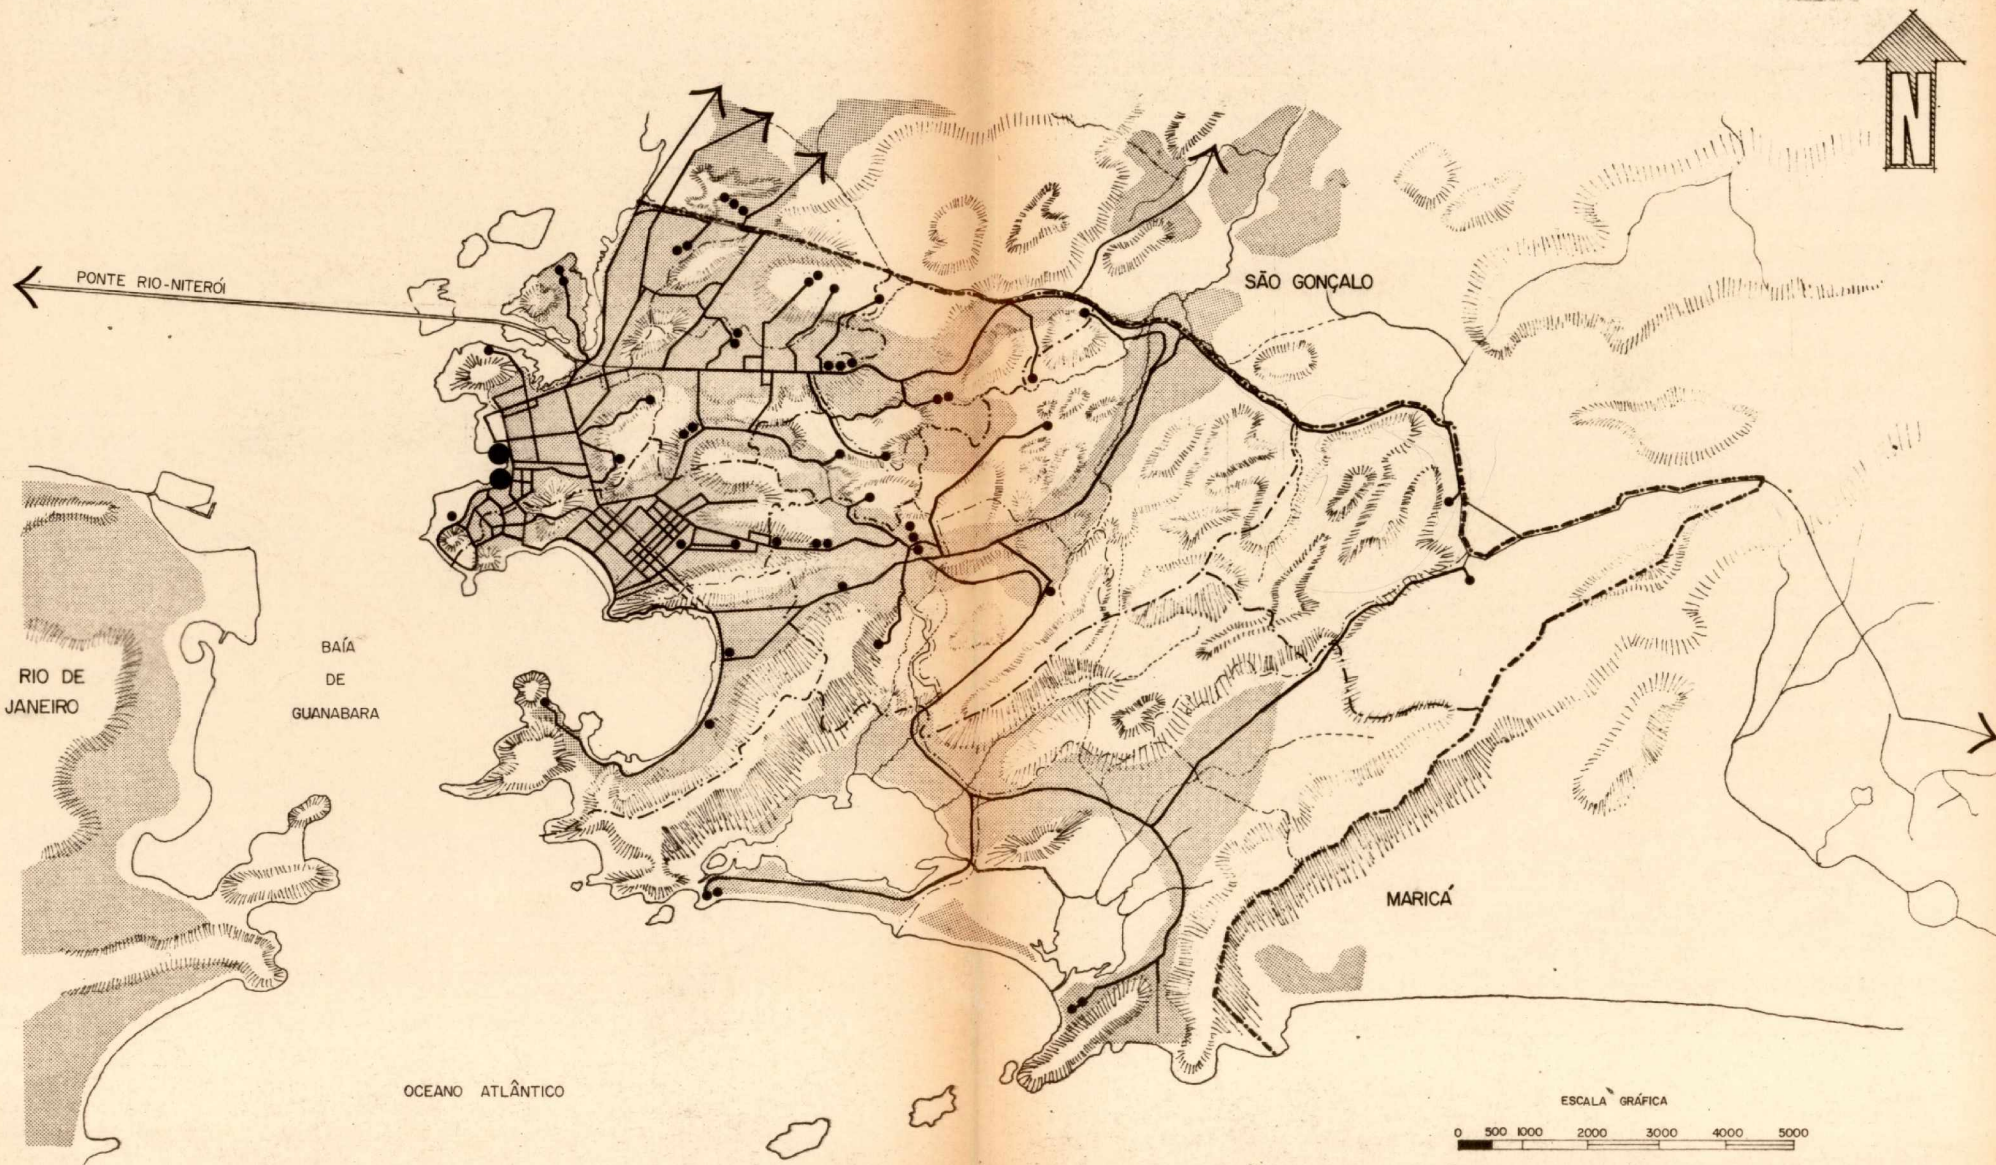 N
PONTE RIO-NITERÓI
SÃO GONÇALO
BAÍA
DE
GUANABARA
RIO DE
JANEIRO
MARICÁ
OCEANO ATLÂNTICO
ESCALA GRÁFICA
0 500 1000 2000 3000 4000 5000